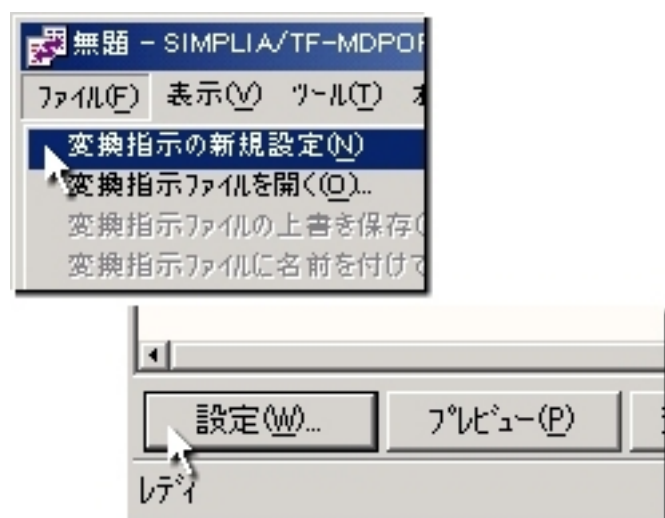 無題 - SIMPLIA/TF-MDPO
ファイル(F) 表示(V) ツール(T)
変換指示の新規設定(N)
変換指示ファイルを開く(O)...
変換指示ファイルの上書き保存(
変換指示ファイルに名前を付けて
設定(W)... プレビュー(P)
レディ